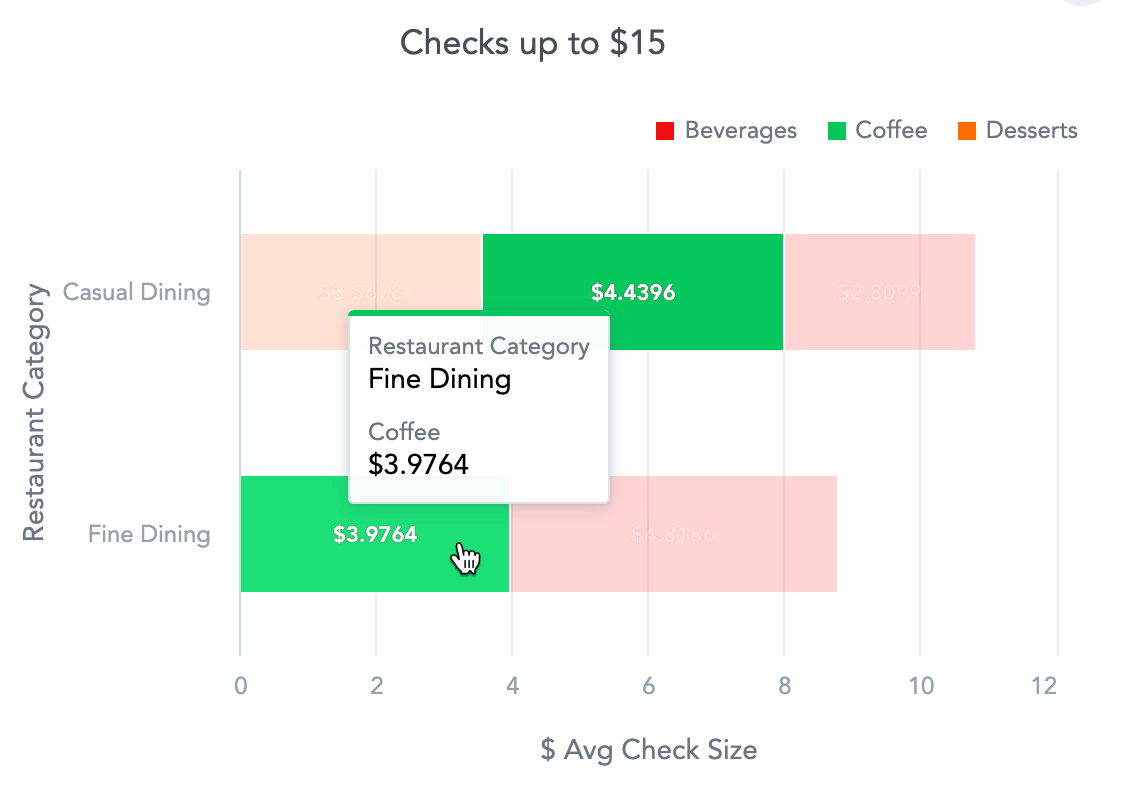 Checks up to $15
Beverages
Coffee
Desserts
Restaurant Category
Casual Dining
$3.5678
$4.4396
$2.8099
Restaurant Category
Fine Dining
Coffee
$3.9764
Fine Dining
$3.9764
$4.8186
0
2
4
6
8
10
12
$ Avg Check Size